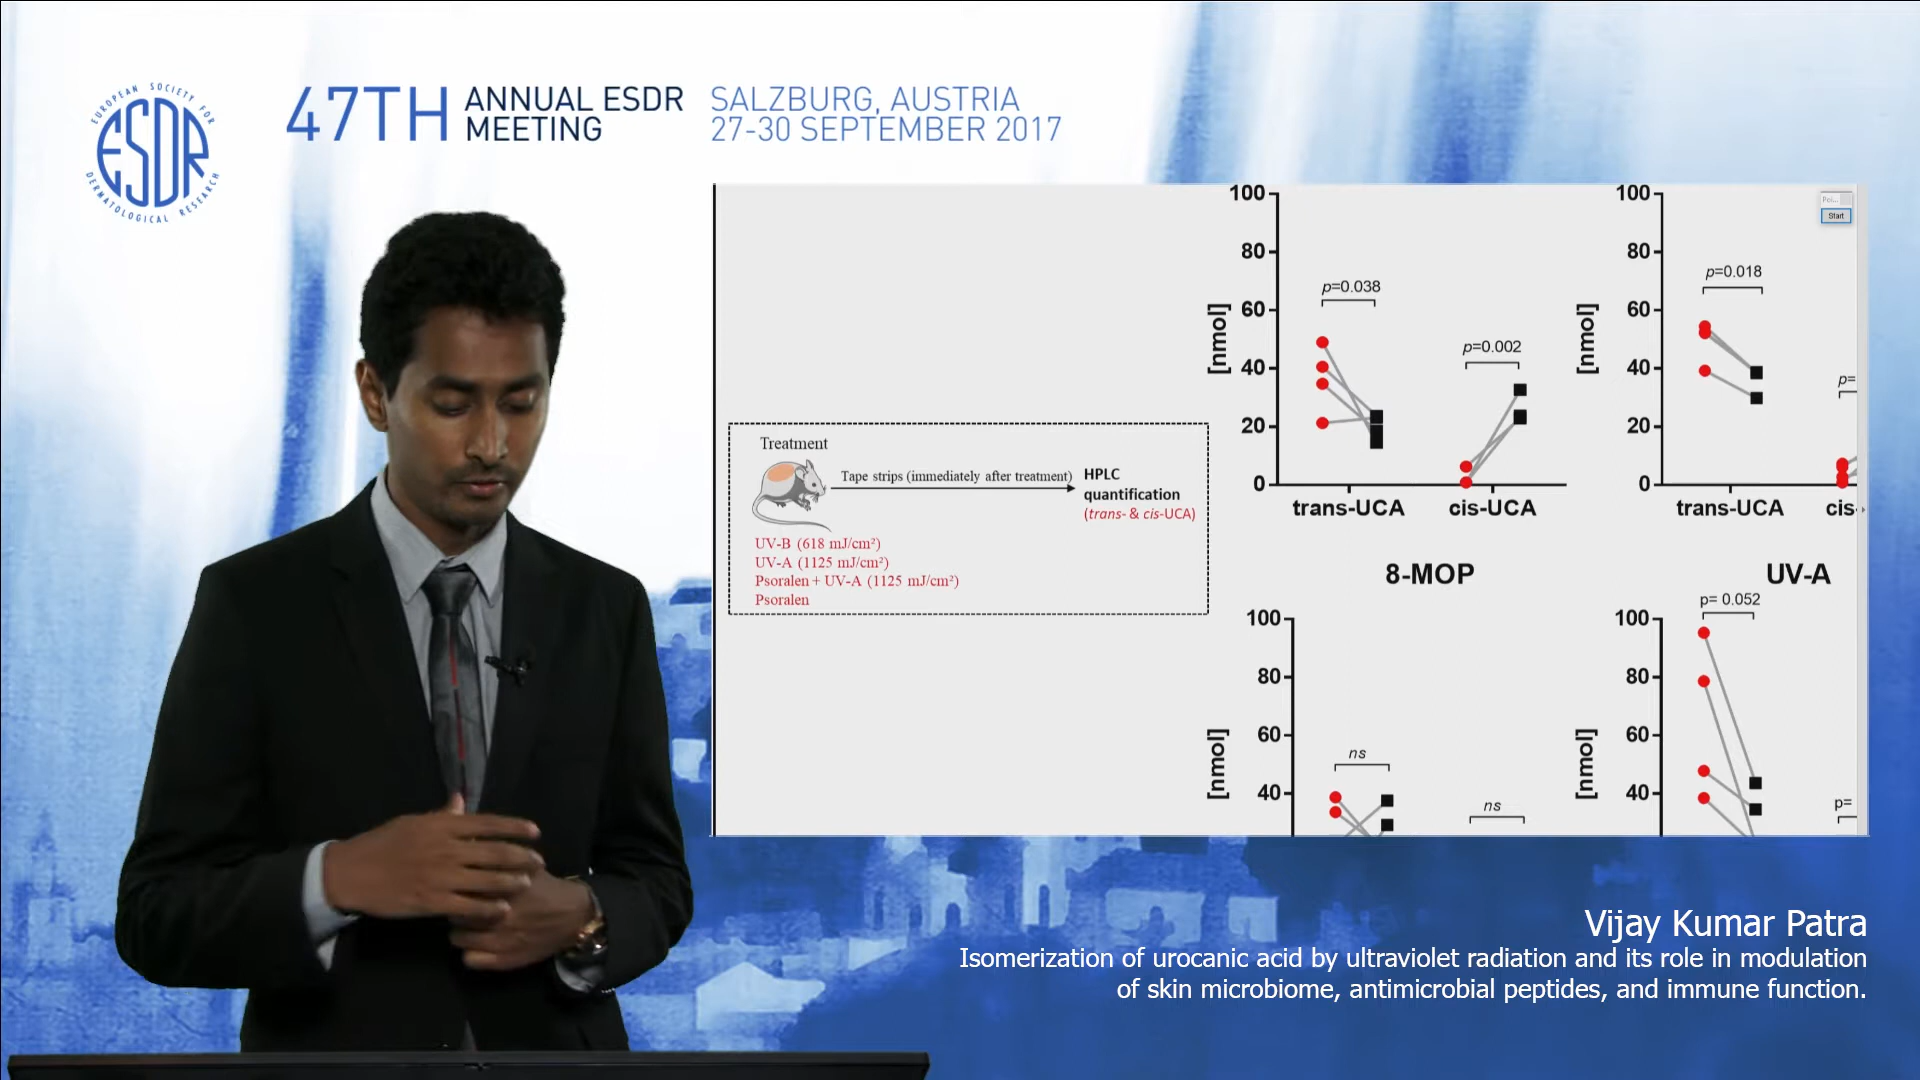 EUROPEAN SOCIETY FOR
ESDR
DERMATOLOGICAL RESEARCH
47TH
ANNUAL ESDR
MEETING
SALZBURG, AUSTRIA
27-30 SEPTEMBER 2017
Treatment
Tape strips (immediately after treatment)
HPLC
quantification
(trans- & cis-UCA)
UV-B (618 mJ/cm²)
UV-A (1125 mJ/cm²)
Psoralen + UV-A (1125 mJ/cm²)
Psoralen
100
80
60
40
20
0
[nmol]
p=0.038
p=0.002
trans-UCA
cis-UCA
100
80
60
40
20
0
[nmol]
p=0.018
p=
trans-UCA
cis-
Start
8-MOP
100
80
60
40
[nmol]
ns
ns
UV-A
100
80
60
40
[nmol]
p= 0.052
p=
Vijay Kumar Patra
Isomerization of urocanic acid by ultraviolet radiation and its role in modulation
of skin microbiome, antimicrobial peptides, and immune function.